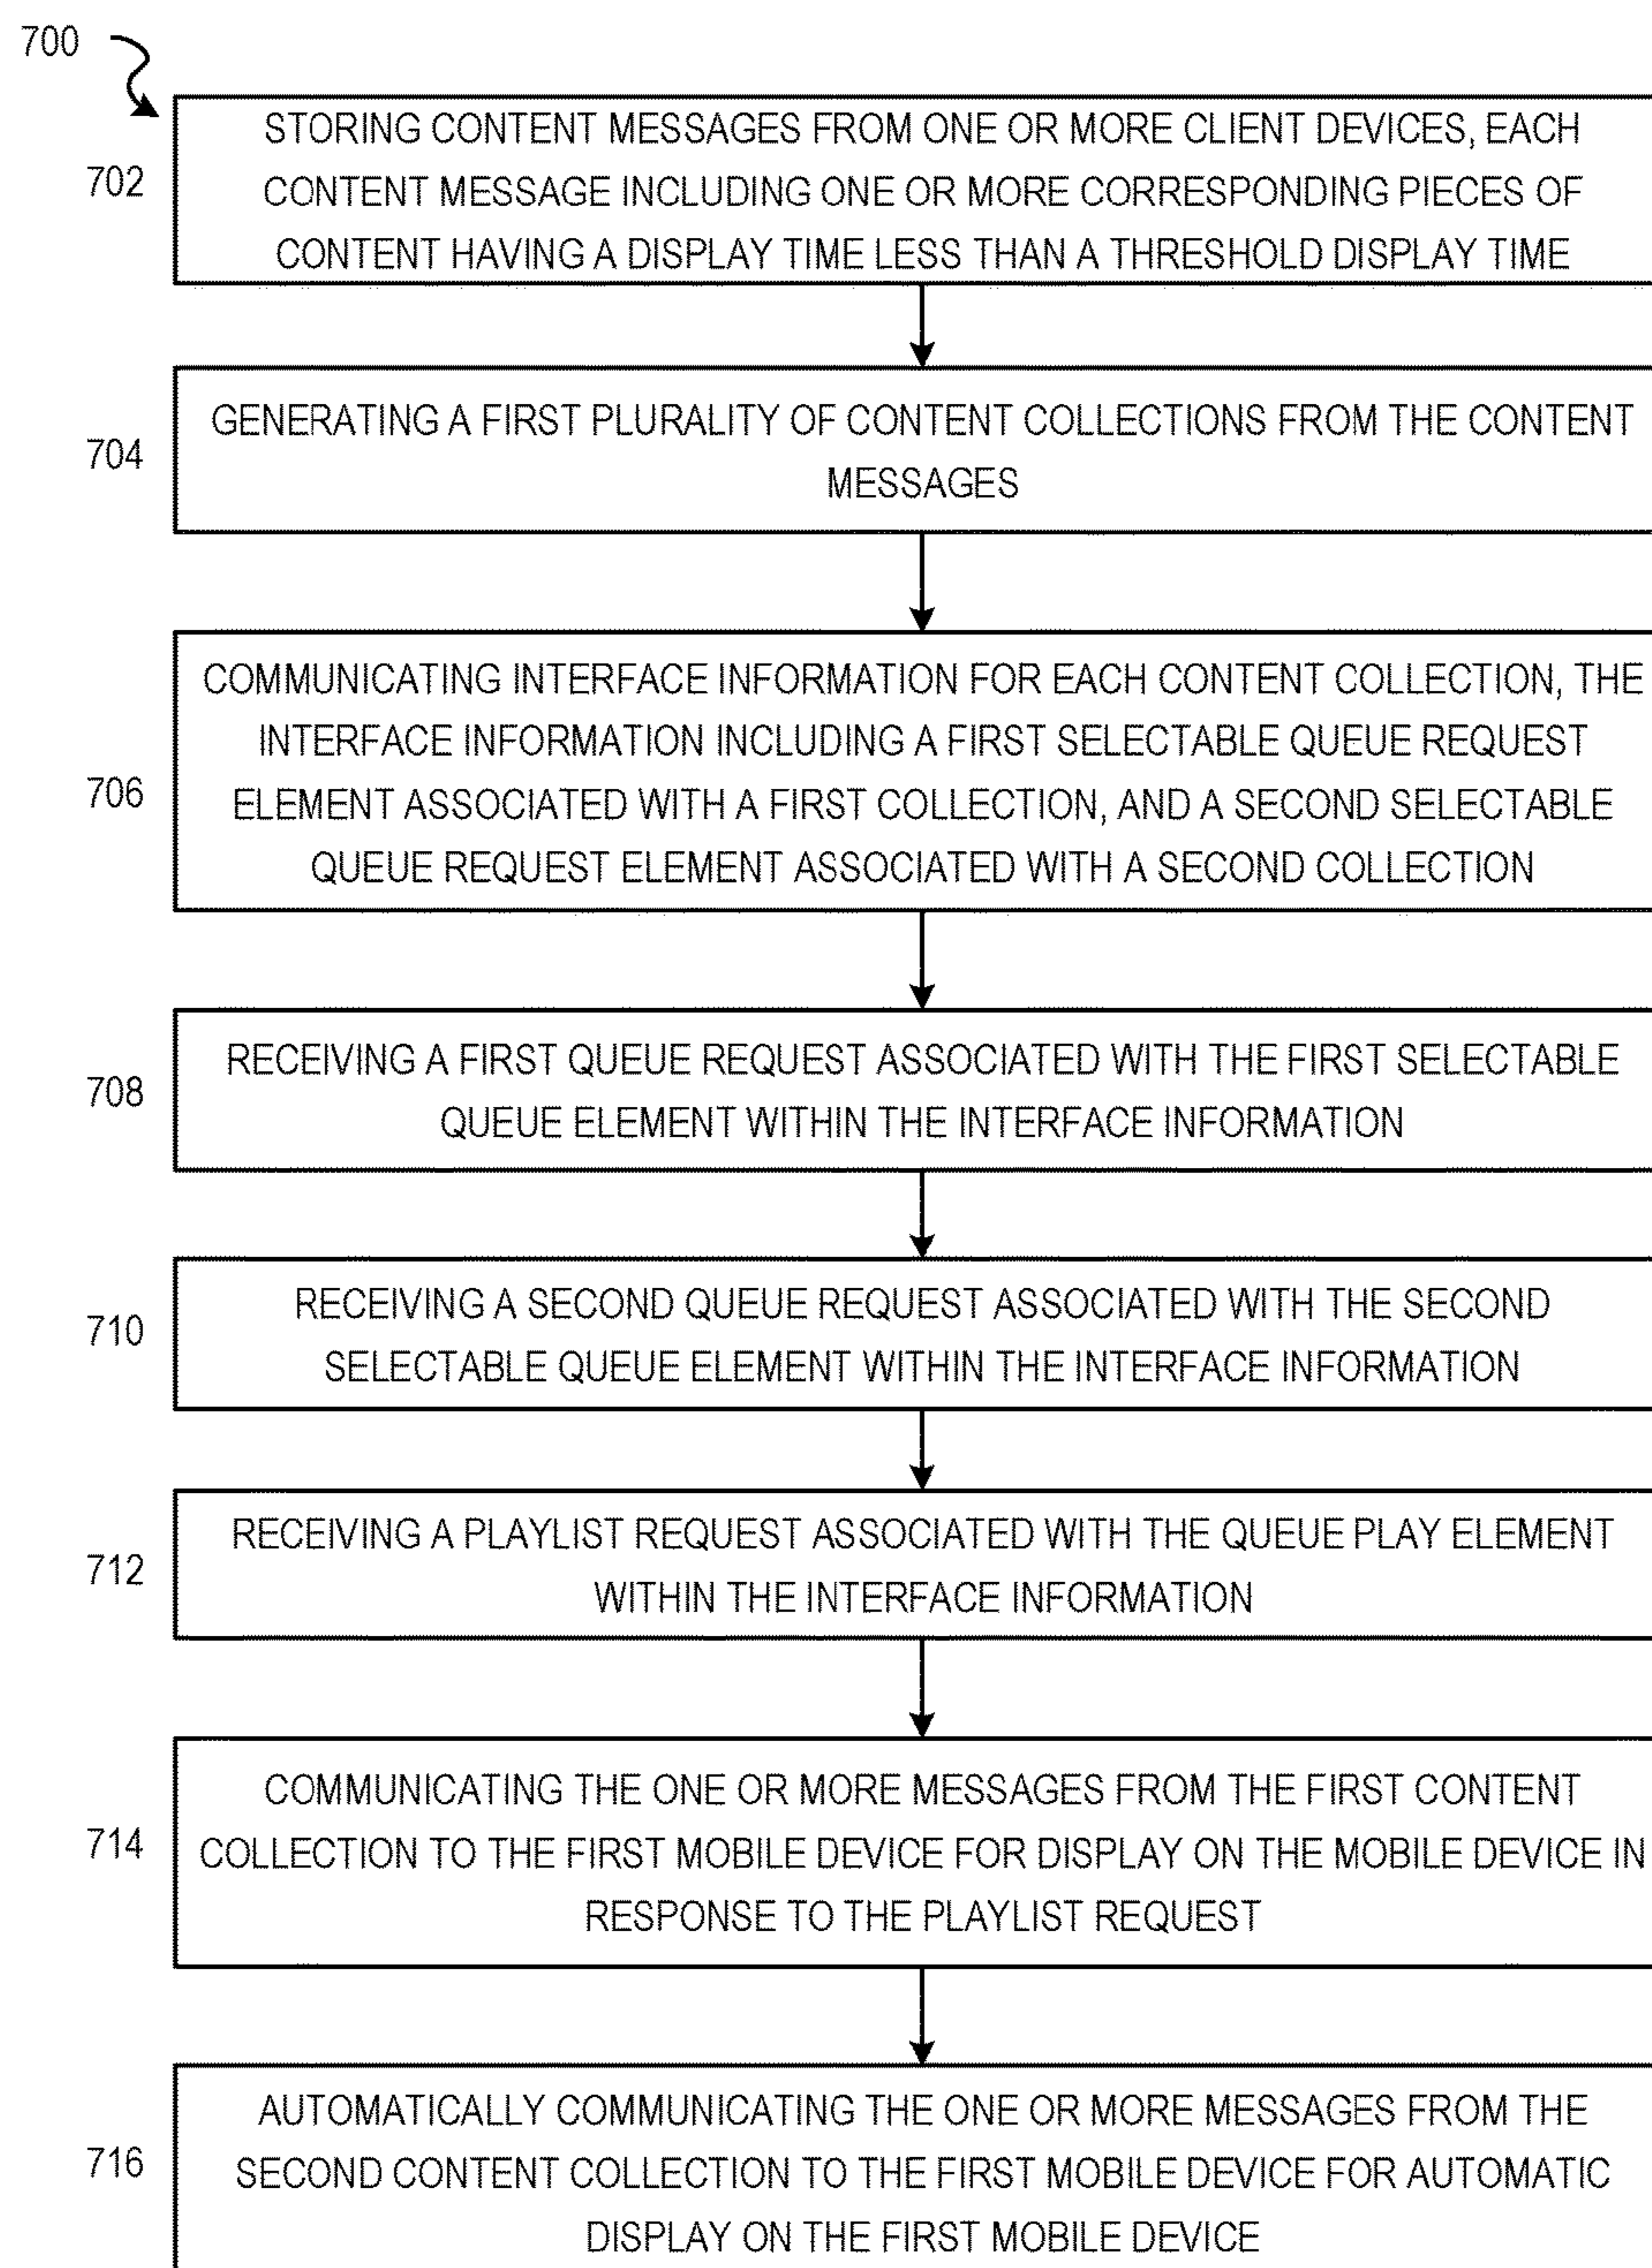 700
702
STORING CONTENT MESSAGES FROM ONE OR MORE CLIENT DEVICES, EACH
CONTENT MESSAGE INCLUDING ONE OR MORE CORRESPONDING PIECES OF
CONTENT HAVING A DISPLAY TIME LESS THAN A THRESHOLD DISPLAY TIME
704
GENERATING A FIRST PLURALITY OF CONTENT COLLECTIONS FROM THE CONTENT
MESSAGES
706
COMMUNICATING INTERFACE INFORMATION FOR EACH CONTENT COLLECTION, THE
INTERFACE INFORMATION INCLUDING A FIRST SELECTABLE QUEUE REQUEST
ELEMENT ASSOCIATED WITH A FIRST COLLECTION, AND A SECOND SELECTABLE
QUEUE REQUEST ELEMENT ASSOCIATED WITH A SECOND COLLECTION
708
RECEIVING A FIRST QUEUE REQUEST ASSOCIATED WITH THE FIRST SELECTABLE
QUEUE ELEMENT WITHIN THE INTERFACE INFORMATION
710
RECEIVING A SECOND QUEUE REQUEST ASSOCIATED WITH THE SECOND
SELECTABLE QUEUE ELEMENT WITHIN THE INTERFACE INFORMATION
712
RECEIVING A PLAYLIST REQUEST ASSOCIATED WITH THE QUEUE PLAY ELEMENT
WITHIN THE INTERFACE INFORMATION
714
COMMUNICATING THE ONE OR MORE MESSAGES FROM THE FIRST CONTENT
COLLECTION TO THE FIRST MOBILE DEVICE FOR DISPLAY ON THE MOBILE DEVICE IN
RESPONSE TO THE PLAYLIST REQUEST
716
AUTOMATICALLY COMMUNICATING THE ONE OR MORE MESSAGES FROM THE
SECOND CONTENT COLLECTION TO THE FIRST MOBILE DEVICE FOR AUTOMATIC
DISPLAY ON THE FIRST MOBILE DEVICE